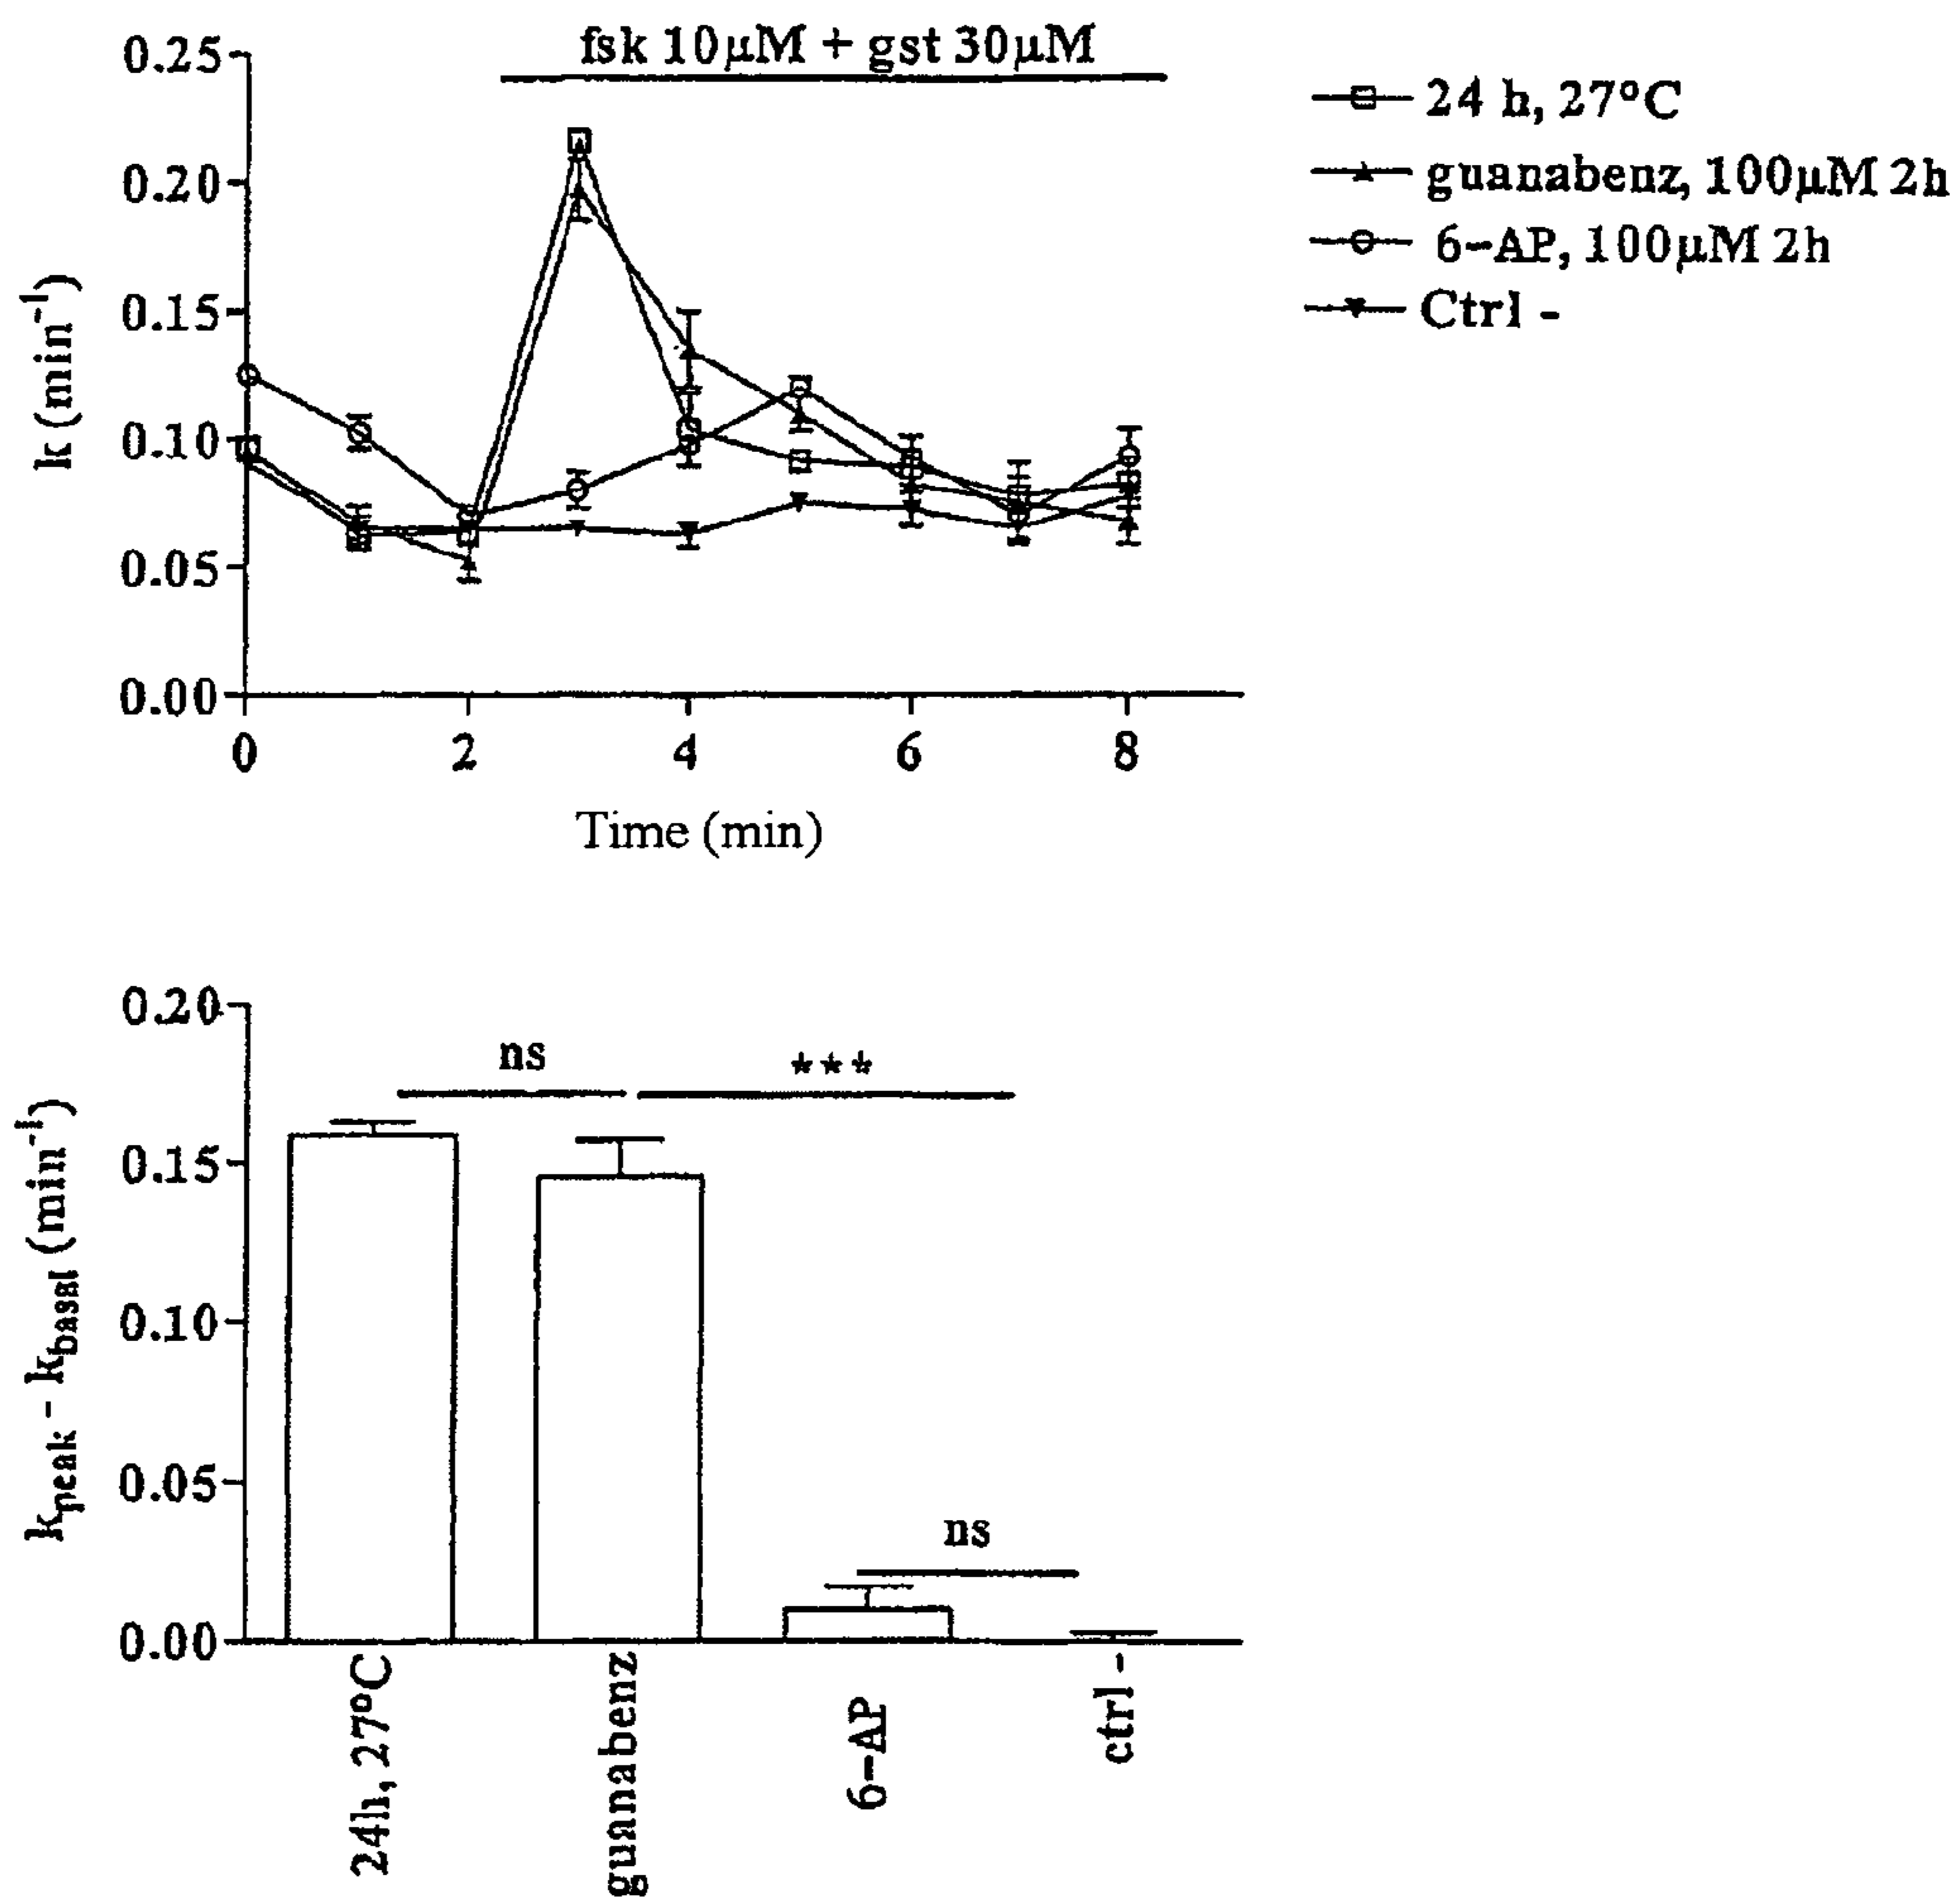 fsk 10µM + gst 30µM
0.25
0.20
0.15
0.10
0.05
0.00
k (min⁻¹)
0 2 4 6 8
Time (min)
24 h, 27ºC
guanabenz, 100µM 2h
6-AP, 100µM 2h
Ctrl -
0.20
0.15
0.10
0.05
0.00
kpeak - kbasal (min⁻¹)
ns
***
ns
24h, 27ºC
guanabenz
6-AP
ctrl -